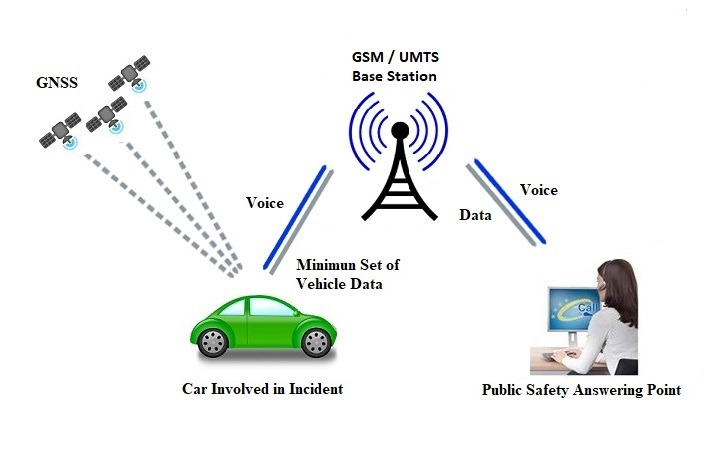 GNSS
GSM / UMTS
Base Station
Voice
Voice
Data
Minimun Set of
Vehicle Data
Call
Car Involved in Incident
Public Safety Answering Point